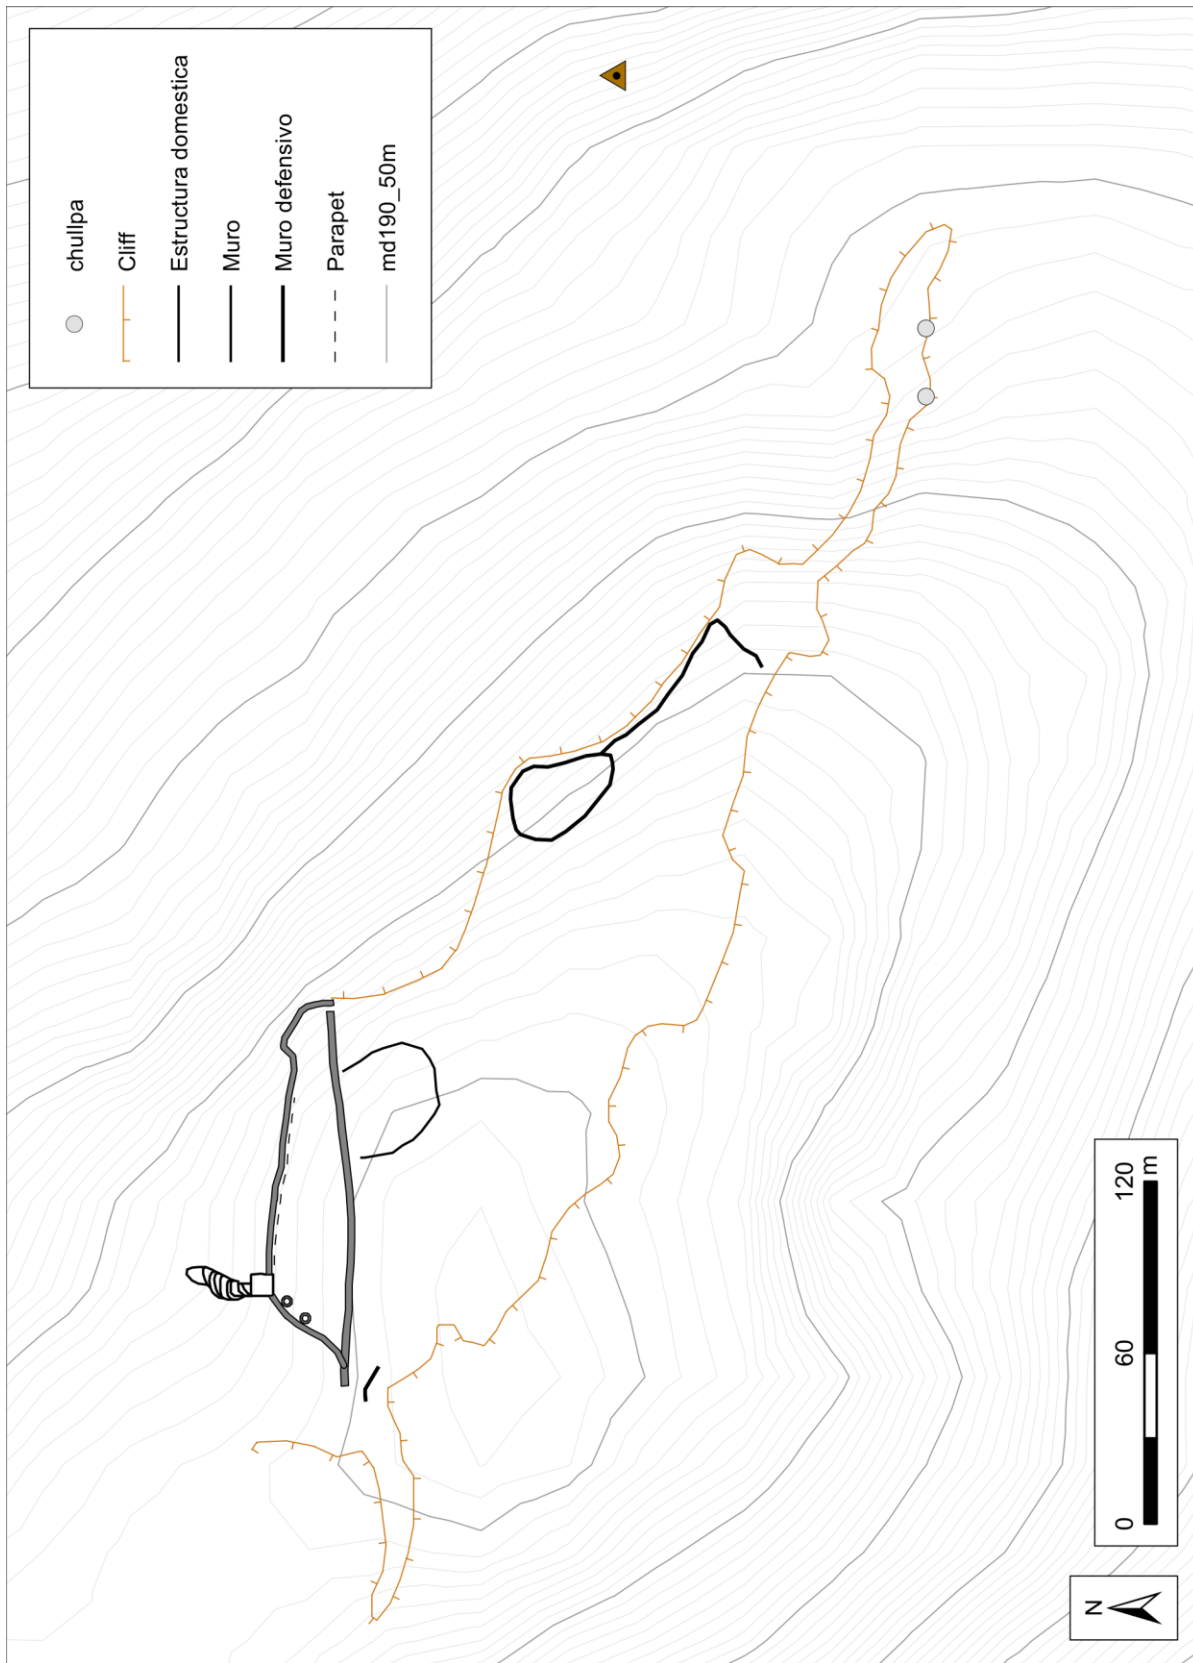 chullpa
Cliff
Estructura domestica
Muro
Muro defensivo
Parapet
md190_50m
N
0 60 120
m